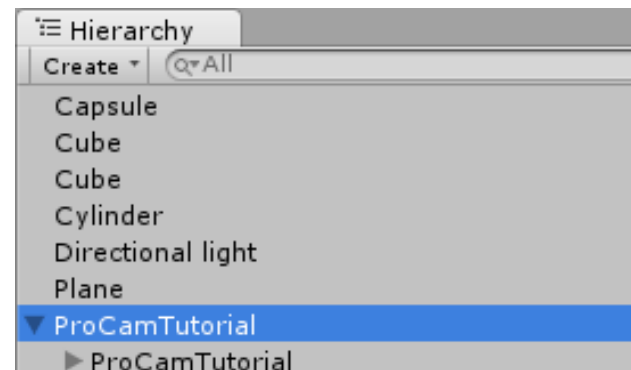 Hierarchy
Create All
Capsule
Cube
Cube
Cylinder
Directional light
Plane
ProCamTutorial
ProCamTutorial